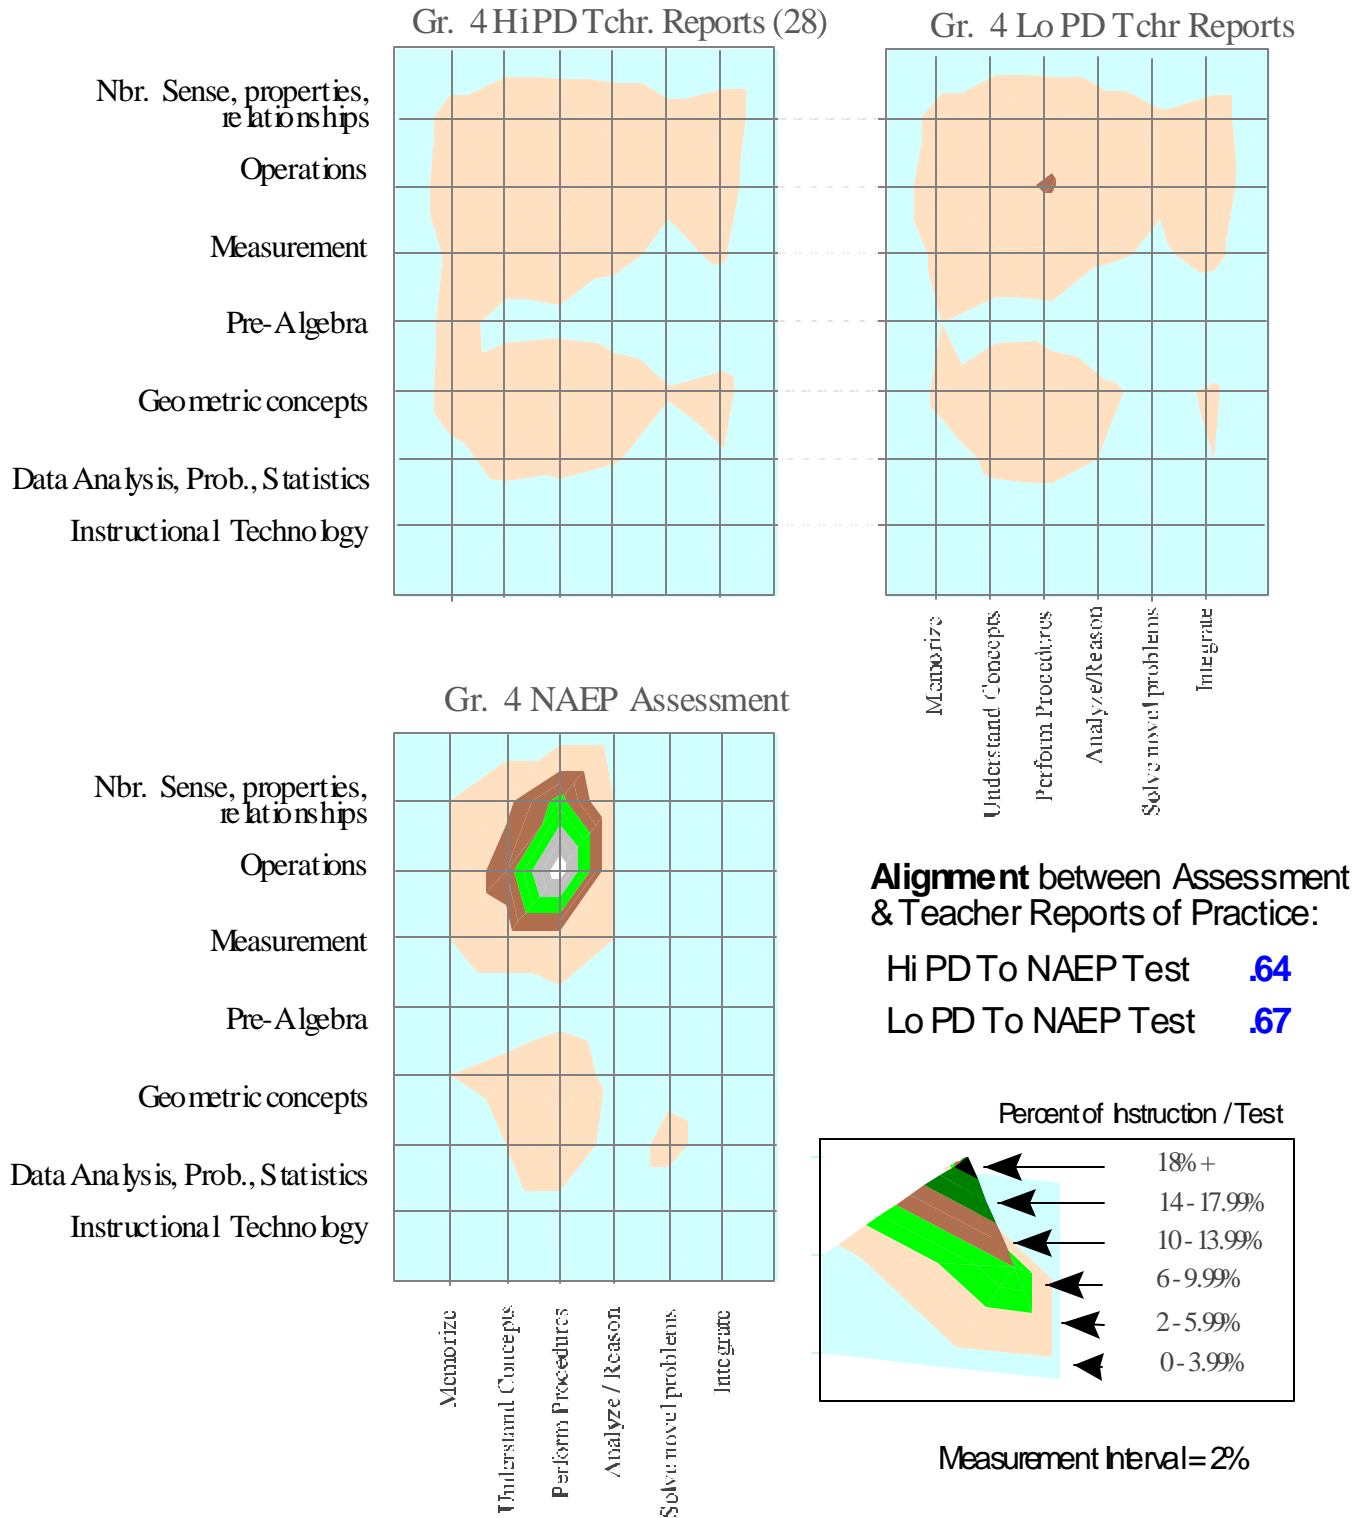 Gr. 4 Hi PD Tchr. Reports (28)
Gr. 4 Lo PD Tchr Reports
Nbr. Sense, properties,
relationships
Operations
Measurement
Pre-Algebra
Geometric concepts
Data Analysis, Prob., Statistics
Instructional Technology
Memorize
Understand Concepts
Perform Procedures
Analyze/Reason
Solve novel problems
Integrate
Gr. 4 NAEP Assessment
Nbr. Sense, properties,
relationships
Operations
Measurement
Pre-Algebra
Geometric concepts
Data Analysis, Prob., Statistics
Instructional Technology
Memorize
Understand Concepts
Perform Procedures
Analyze / Reason
Solve novel problems
Integrate
Alignment between Assessment
& Teacher Reports of Practice:
Hi PD To NAEP Test .64
Lo PD To NAEP Test .67
Percent of Instruction / Test
18% +
14 - 17.99%
10 - 13.99%
6 - 9.99%
2 - 5.99%
0 - 3.99%
Measurement Interval = 2%